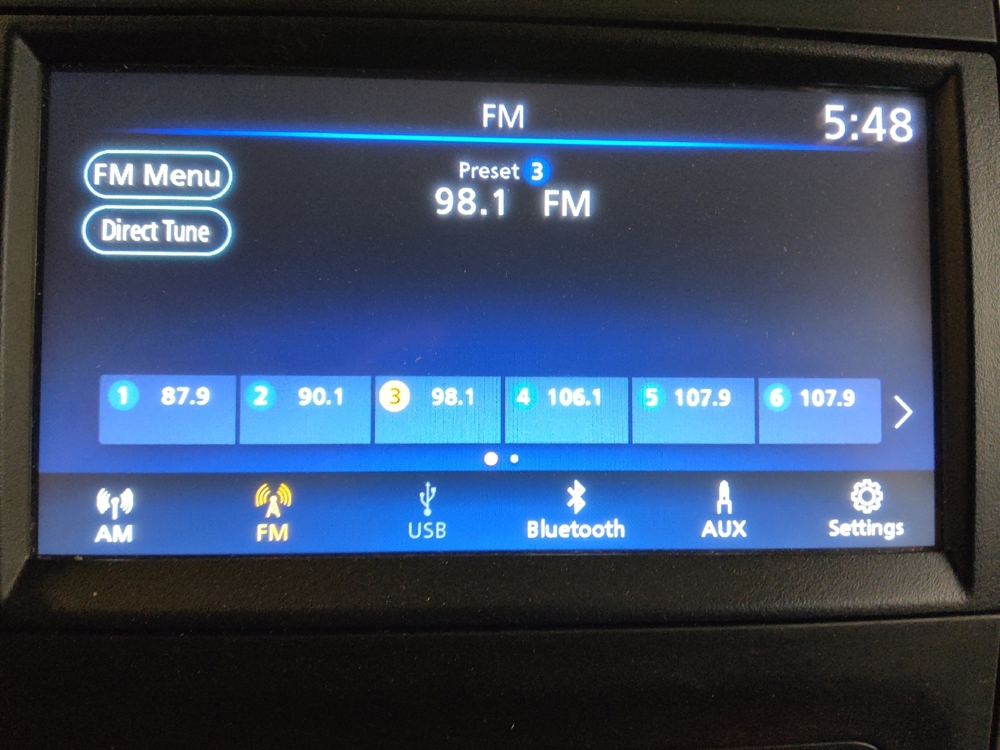 FM
5:48
FM Menu
Preset 3
98.1 FM
Direct Tune
1 87.9 2 90.1 3 98.1 4 106.1 5 107.9 6 107.9
AM FM USB Bluetooth AUX Settings